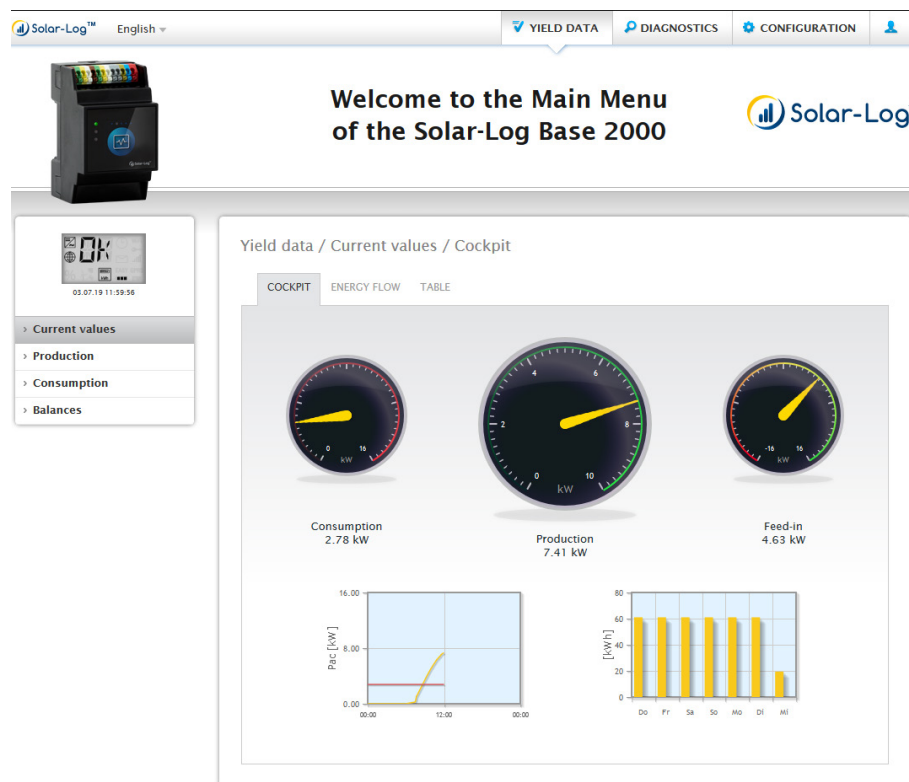 Solar-Log™
English
YIELD DATA
DIAGNOSTICS
CONFIGURATION
Welcome to the Main Menu
of the Solar-Log Base 2000
Solar-Log
OK
03.07.19 11:59:56
Current values
Production
Consumption
Balances
Yield data / Current values / Cockpit
COCKPIT
ENERGY FLOW
TABLE
0 16
kW
Consumption
2.78 kW
4 6
2 8
0 10
kW
Production
7.41 kW
-16 16
kW
Feed-in
4.63 kW
16.00
8.00
0.00
Pac [kW]
00:00 12:00 00:00
80
60
40
20
0
[kWh]
Do Fr Sa So Mo Di Mi